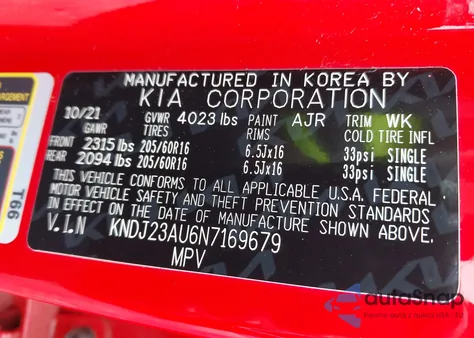 MANUFACTURED IN KOREA BY
KIA CORPORATION
10/21 GVWR 4023 lbs PAINT AJR TRIM WK
GAWR TIRES RIMS COLD TIRE INFL
FRONT 2315 lbs 205/60R16 6.5Jx16 33psi SINGLE
REAR 2094 lbs 205/60R16 6.5Jx16 33psi SINGLE
THIS VEHICLE CONFORMS TO ALL APPLICABLE U.S.A. FEDERAL
MOTOR VEHICLE SAFETY AND THEFT PREVENTION STANDARDS
IN EFFECT ON THE DATE OF MANUFACTURE SHOWN ABOVE.
V.I.N KNDJ23AU6N7169679
MPV
T66
autoSnap